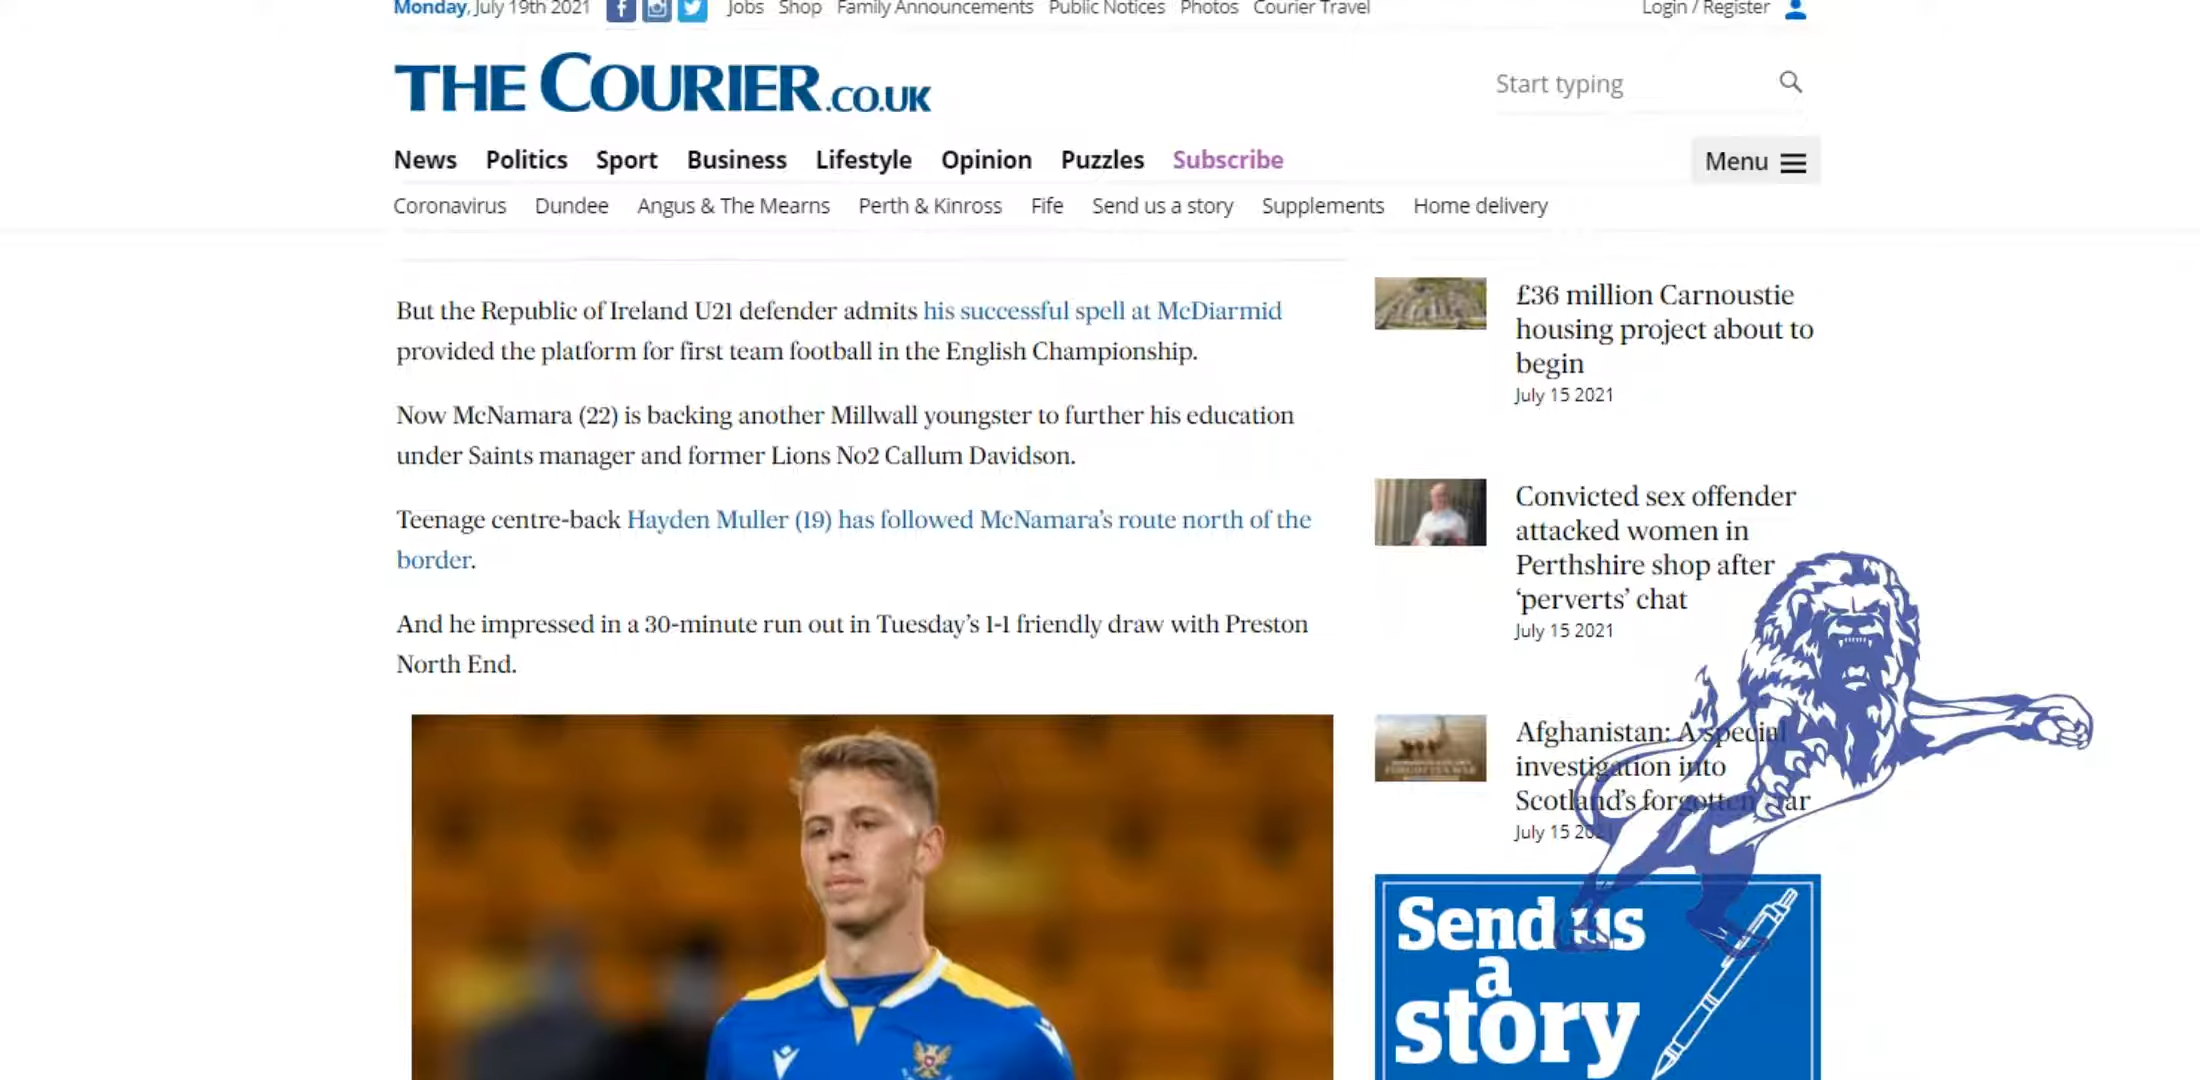 Monday, July 19th 2021
Jobs Shop Family Announcements Public Notices Photos Courier Travel
Login / Register
THE COURIER.CO.UK
Start typing
News Politics Sport Business Lifestyle Opinion Puzzles Subscribe
Menu
Coronavirus Dundee Angus & The Mearns Perth & Kinross Fife Send us a story Supplements Home delivery
But the Republic of Ireland U21 defender admits his successful spell at McDiarmid
provided the platform for first team football in the English Championship.
Now McNamara (22) is backing another Millwall youngster to further his education
under Saints manager and former Lions No2 Callum Davidson.
Teenage centre-back Hayden Muller (19) has followed McNamara's route north of the
border.
And he impressed in a 30-minute run out in Tuesday's 1-1 friendly draw with Preston
North End.
£36 million Carnoustie
housing project about to
begin
July 15 2021
Convicted sex offender
attacked women in
Perthshire shop after
‘perverts’ chat
July 15 2021
Afghanistan: A special
investigation into
Scotland's forgotten war
July 15 2021
Send us
a
story